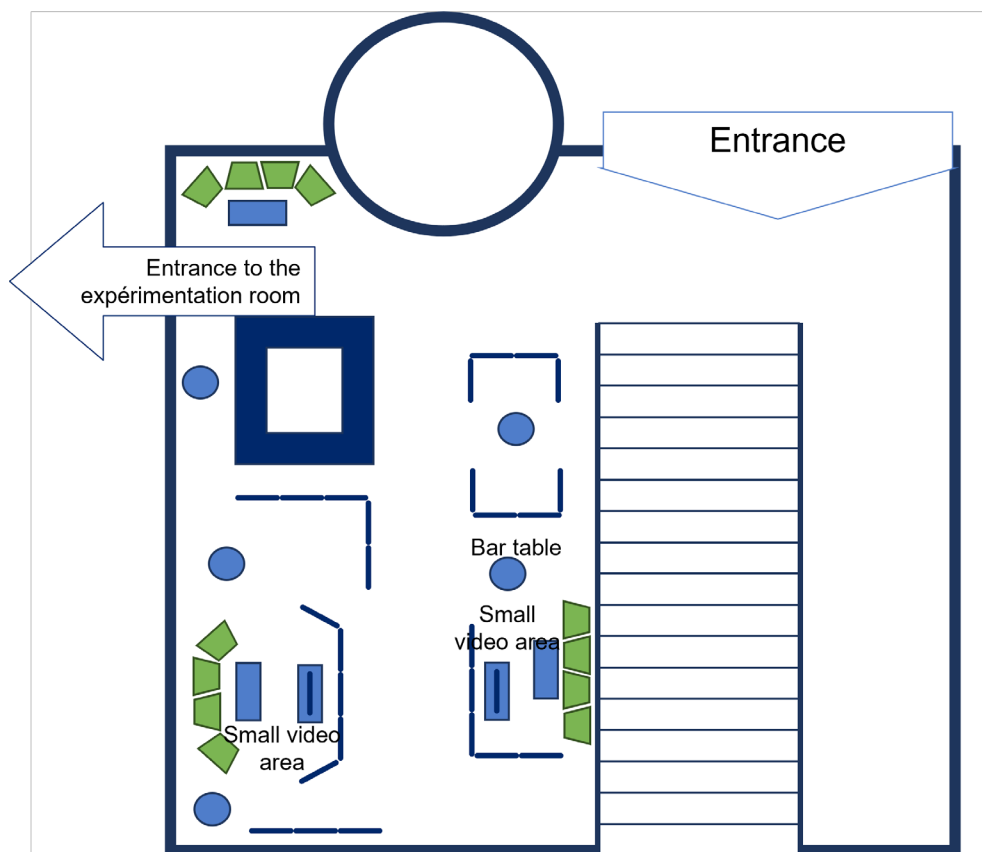 Entrance
Entrance to the
expérimentation room
Bar table
Small
video area
Small video
area